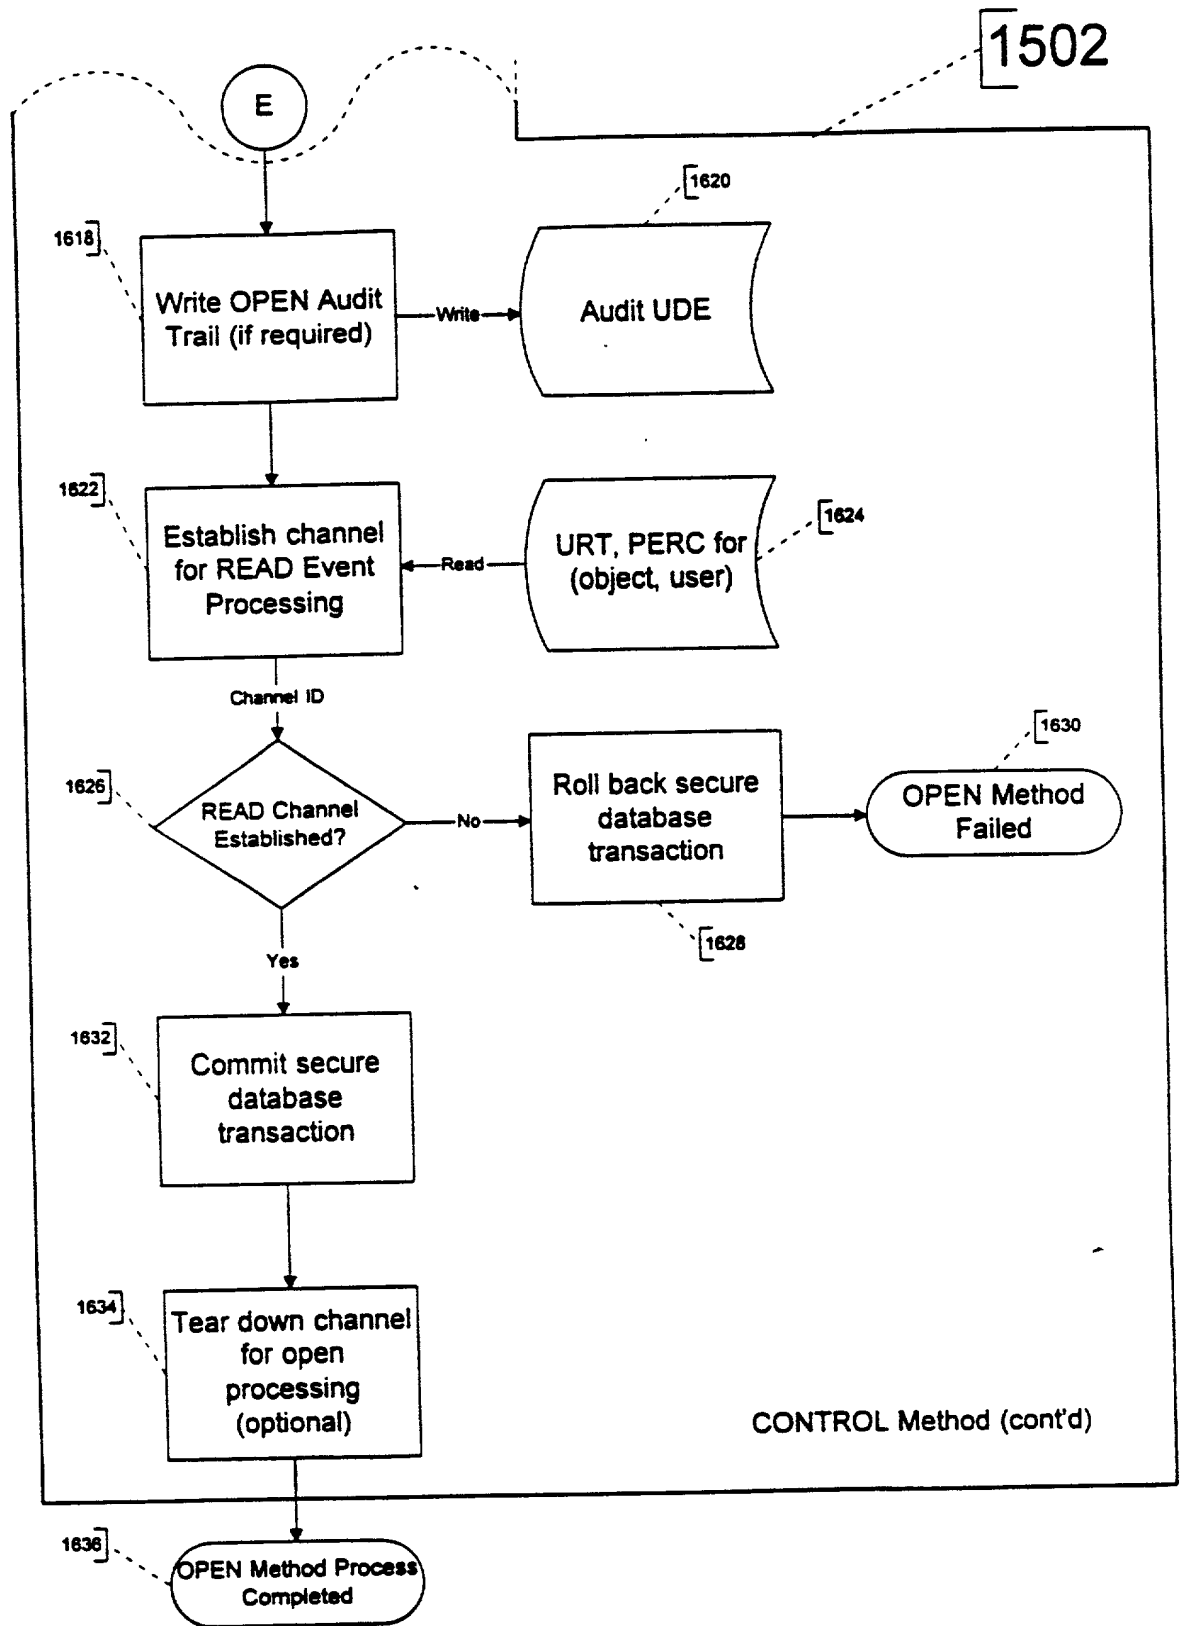 1502
E
1620
1618
Write OPEN Audit
Trail (if required)
Write
Audit UDE
1622
1624
Establish channel
for READ Event
Processing
Read
URT, PERC for
(object, user)
Channel ID
1630
1626
READ Channel
Established?
No
Roll back secure
database
transaction
OPEN Method
Failed
1628
Yes
1632
Commit secure
database
transaction
1634
Tear down channel
for open
processing
(optional)
CONTROL Method (cont'd)
1636
OPEN Method Process
Completed